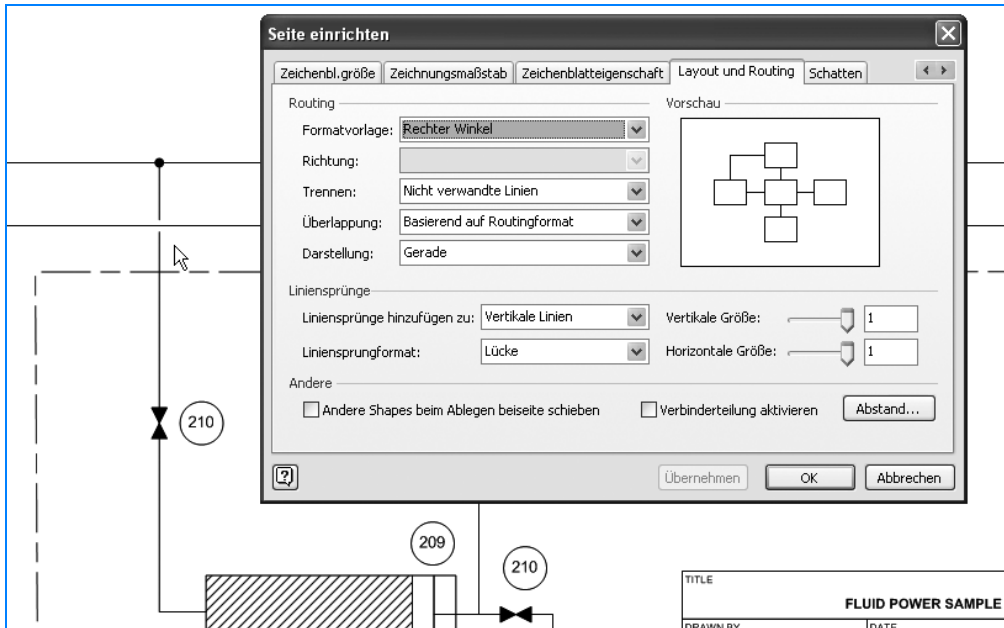 Seite einrichten
Zeichenbl.größe Zeichnungsmaßstab Zeichenblatteigenschaft Layout und Routing Schatten
Routing
Vorschau
Formatvorlage: Rechter Winkel
Richtung:
Trennen: Nicht verwandte Linien
Überlappung: Basierend auf Routingformat
Darstellung: Gerade
Liniensprünge
Liniensprünge hinzufügen zu: Vertikale Linien Vertikale Größe: 1
Liniensprungformat: Lücke Horizontale Größe: 1
Andere
Andere Shapes beim Ablegen beiseite schieben Verbinderteilung aktivieren Abstand...
Übernehmen OK Abbrechen
210
209
210
TITLE
FLUID POWER SAMPLE
DRAWN BY DATE